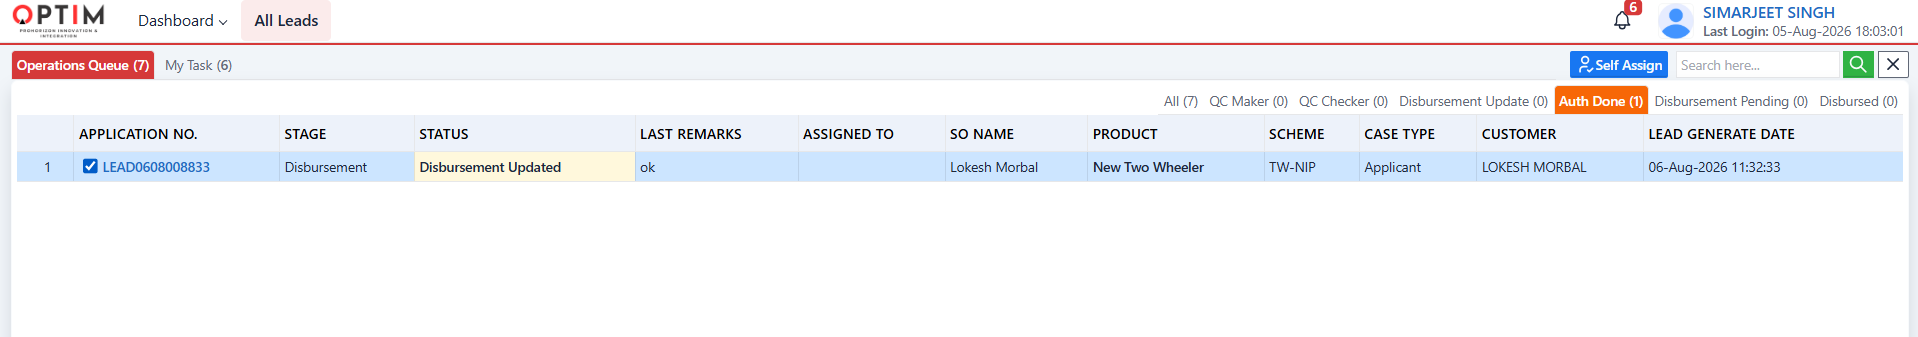 OPTIM
PROHORIZON INNOVATION &
INTEGRATION
Dashboard
All Leads
6
SIMARJEET SINGH
Last Login: 05-Aug-2026 18:03:01
Operations Queue (7) My Task (6)
Self Assign
Search here...
All (7) QC Maker (0) QC Checker (0) Disbursement Update (0) Auth Done (1) Disbursement Pending (0) Disbursed (0)
APPLICATION NO. STAGE STATUS LAST REMARKS ASSIGNED TO SO NAME PRODUCT SCHEME CASE TYPE CUSTOMER LEAD GENERATE DATE
1 LEAD0608008833 Disbursement Disbursement Updated ok Lokesh Morbal New Two Wheeler TW-NIP Applicant LOKESH MORBAL 06-Aug-2026 11:32:33